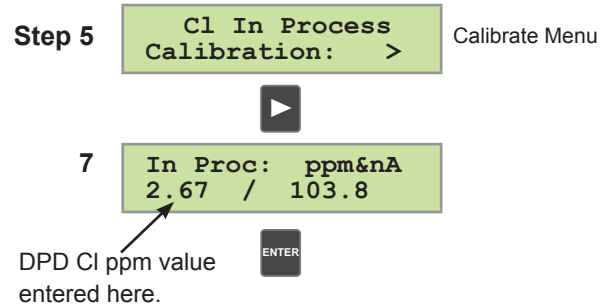 Step 5
Cl In Process
Calibration: >
Calibrate Menu
7
In Proc: ppm&nA
2.67 / 103.8
ENTER
DPD Cl ppm value
entered here.